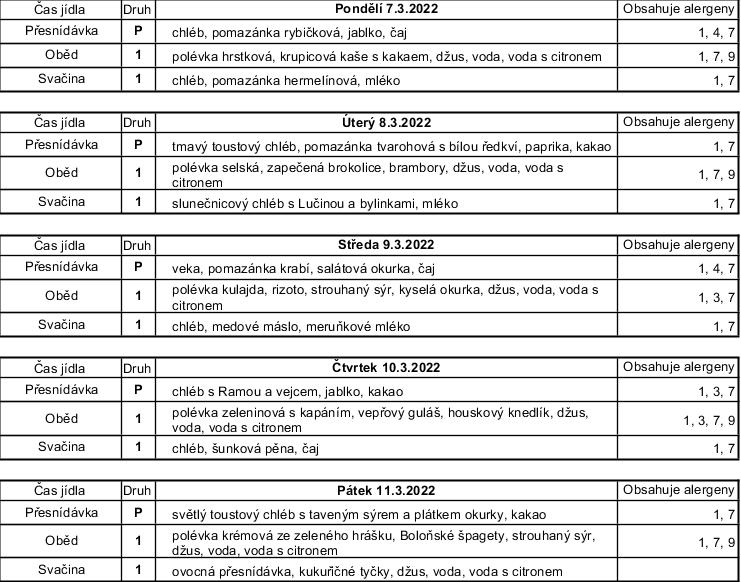 Čas jídla Druh Pondělí 7.3.2022 Obsahuje alergeny
Přesnídávka P chléb, pomazánka rybičková, jablko, čaj 1, 4, 7
Oběd 1 polévka hrstková, krupicová kaše s kakaem, džus, voda, voda s citronem 1, 7, 9
Svačina 1 chléb, pomazánka hermelínová, mléko 1, 7
Čas jídla Druh Úterý 8.3.2022 Obsahuje alergeny
Přesnídávka P tmavý toustový chléb, pomazánka tvarohová s bílou ředkví, paprika, kakao 1, 7
Oběd 1 polévka selská, zapečená brokolice, brambory, džus, voda, voda s 1, 7, 9
citronem
Svačina 1 slunečnicový chléb s Lučinou a bylinkami, mléko 1, 7
Čas jídla Druh Středa 9.3.2022 Obsahuje alergeny
Přesnídávka P veka, pomazánka krabí, salátová okurka, čaj 1, 4, 7
Oběd 1 polévka kulajda, rizoto, strouhaný sýr, kyselá okurka, džus, voda, voda s 1, 3, 7
citronem
Svačina 1 chléb, medové máslo, meruňkové mléko 1, 7
Čas jídla Druh Čtvrtek 10.3.2022 Obsahuje alergeny
Přesnídávka P chléb s Ramou a vejcem, jablko, kakao 1, 3, 7
Oběd 1 polévka zeleninová s kapáním, vepřový guláš, houskový knedlík, džus, 1, 3, 7, 9
voda, voda s citronem
Svačina 1 chléb, šunková pěna, čaj 1, 7
Čas jídla Druh Pátek 11.3.2022 Obsahuje alergeny
Přesnídávka P světlý toustový chléb s taveným sýrem a plátkem okurky, kakao 1, 7
Oběd 1 polévka krémová ze zeleného hrášku, Boloňské špagety, strouhaný sýr, 1, 7, 9
džus, voda, voda s citronem
Svačina 1 ovocná přesnídávka, kukuřičné tyčky, džus, voda, voda s citronem